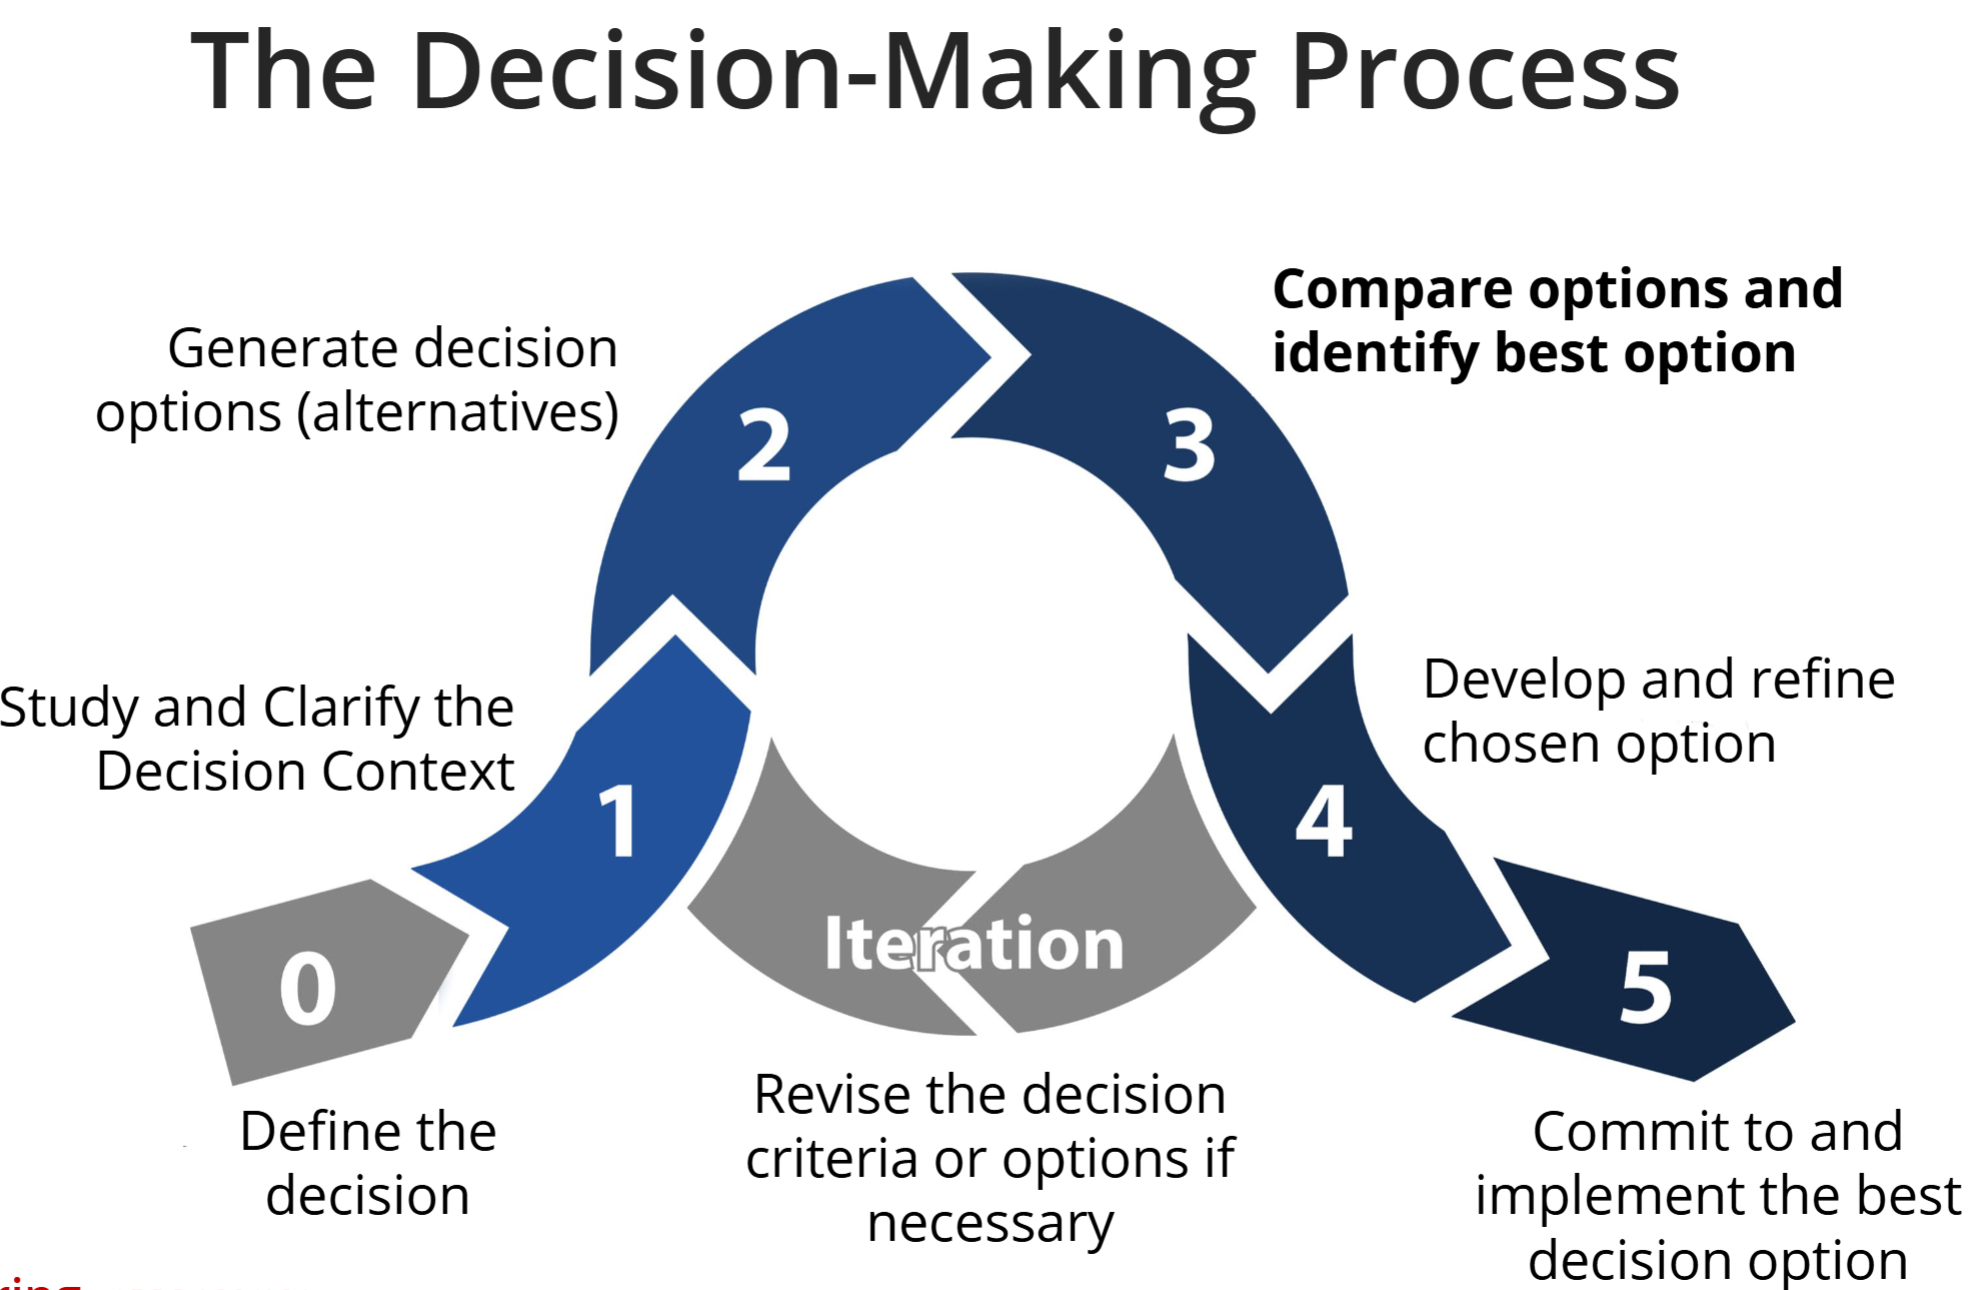 The Decision-Making Process
Generate decision
options (alternatives)
2
3
Compare options and
identify best option
Study and Clarify the
Decision Context
1
4
Develop and refine
chosen option
0
Define the
decision
Iteration
Revise the decision
criteria or options if
necessary
5
Commit to and
implement the best
decision option